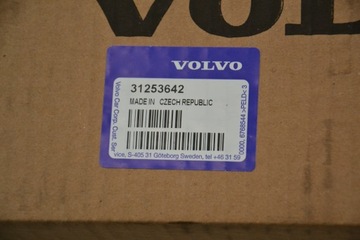 VOLVO
VOLVO
31253642
MADE IN CZECH REPUBLIC
Volvo Car Corp. Cust. Ser
vice, S-405 31 Göteborg Sweden, tel +46 31 59
0000, 6788544 >PELD< 3